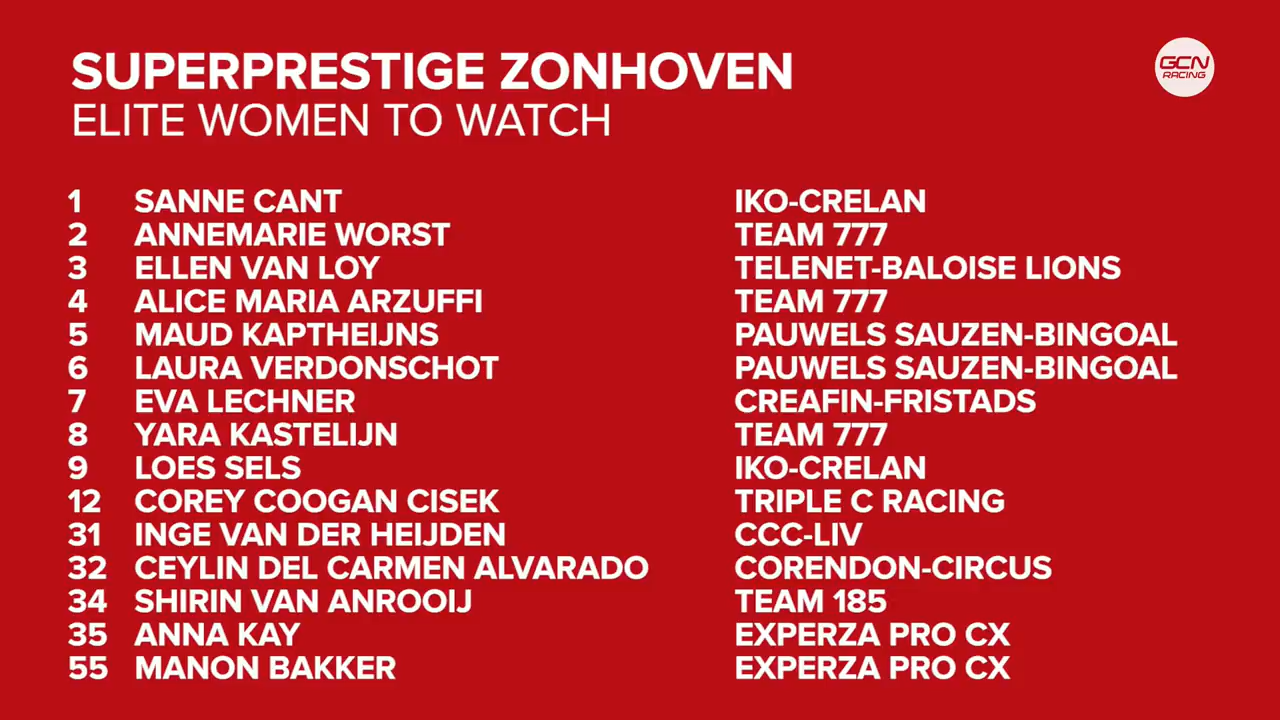 SUPERPRESTIGE ZONHOVEN
ELITE WOMEN TO WATCH
GCN
RACING
1 SANNE CANT IKO-CRELAN
2 ANNEMARIE WORST TEAM 777
3 ELLEN VAN LOY TELENET-BALOISE LIONS
4 ALICE MARIA ARZUFFI TEAM 777
5 MAUD KAPTHEIJNS PAUWELS SAUZEN-BINGOAL
6 LAURA VERDONSCHOT PAUWELS SAUZEN-BINGOAL
7 EVA LECHNER CREAFIN-FRISTADS
8 YARA KASTELIJN TEAM 777
9 LOES SELS IKO-CRELAN
12 COREY COOGAN CISEK TRIPLE C RACING
31 INGE VAN DER HEIJDEN CCC-LIV
32 CEYLIN DEL CARMEN ALVARADO CORENDON-CIRCUS
34 SHIRIN VAN ANROOIJ TEAM 185
35 ANNA KAY EXPERZA PRO CX
55 MANON BAKKER EXPERZA PRO CX